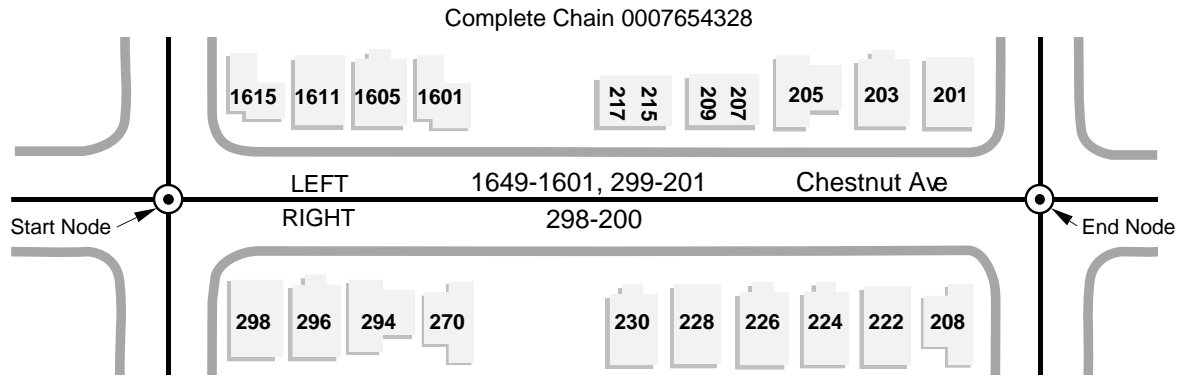 Complete Chain 0007654328
1615 1611 1605 1601 217 215 209 207 205 203 201
LEFT 1649-1601, 299-201 Chestnut Ave
Start Node RIGHT 298-200 End Node
298 296 294 270 230 228 226 224 222 208